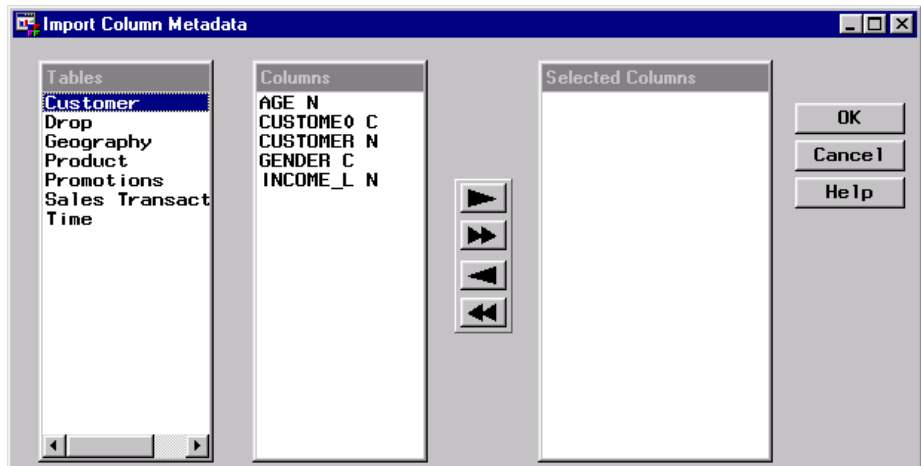 Import Column Metadata
Tables
Customer
Drop
Geography
Product
Promotions
Sales Transact
Time
Columns
AGE N
CUSTOME0 C
CUSTOMER N
GENDER C
INCOME_L N
Selected Columns
OK
Cancel
Help